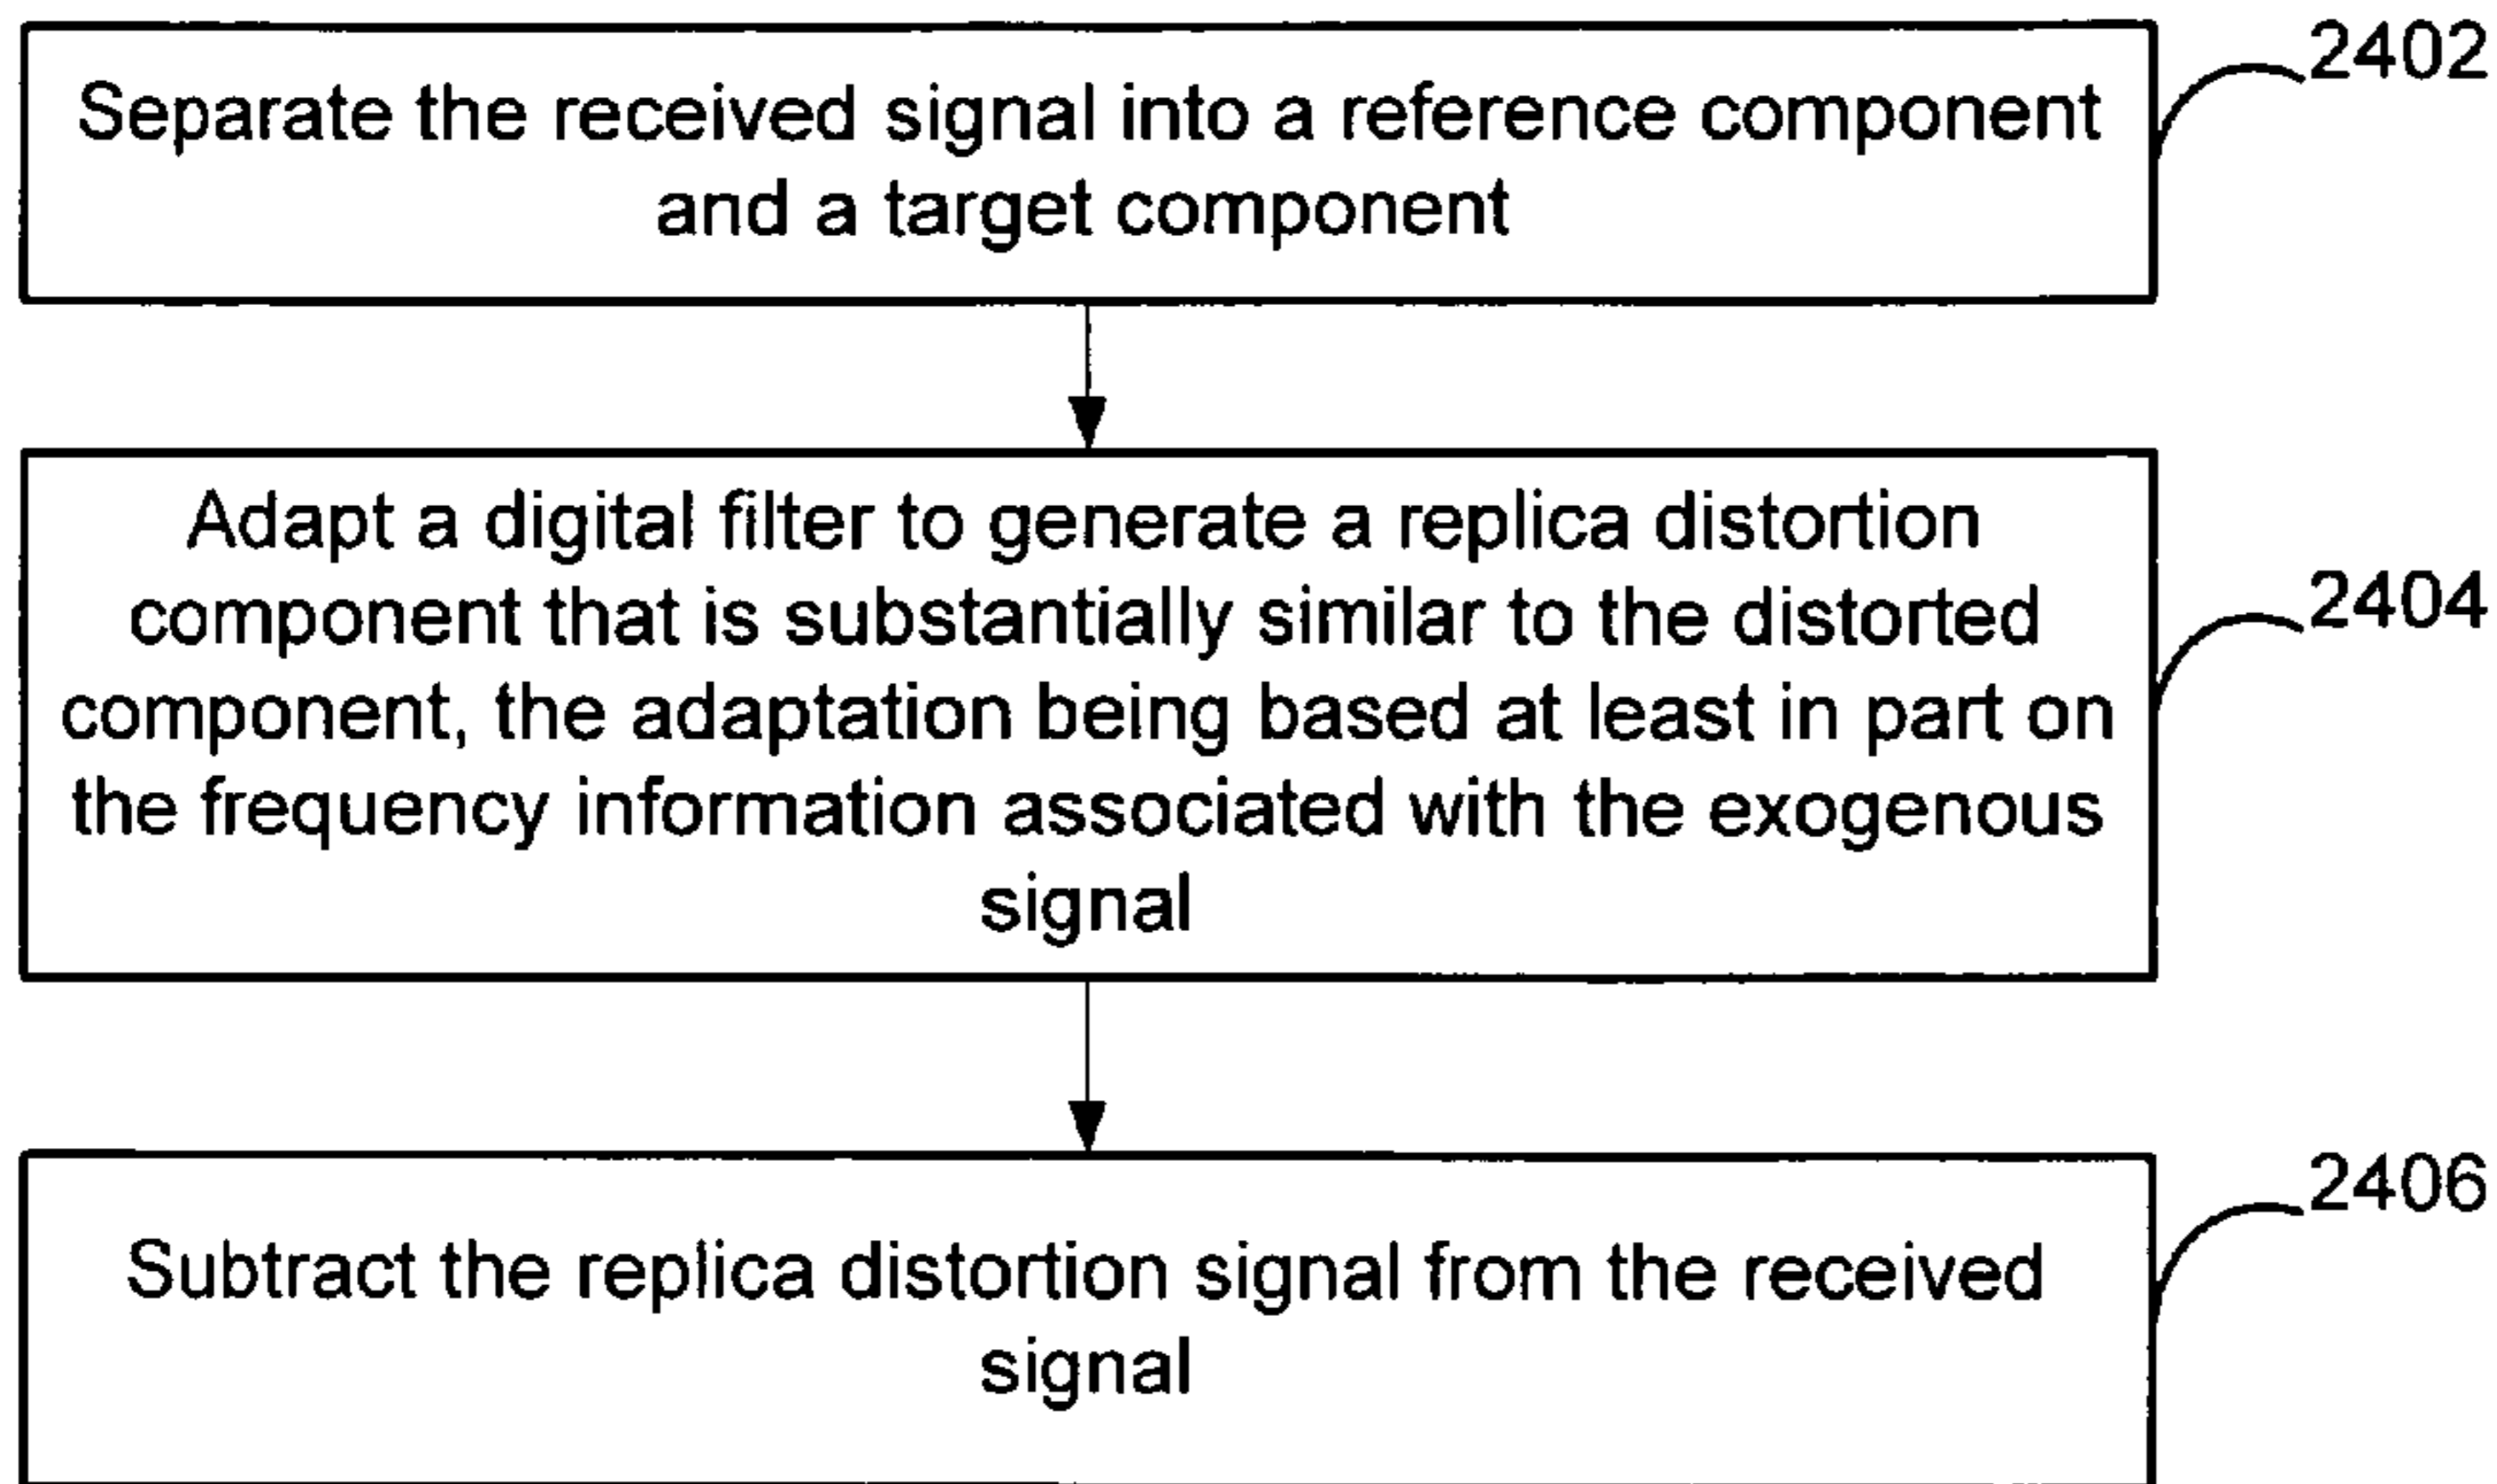 2402
Separate the received signal into a reference component
and a target component
Adapt a digital filter to generate a replica distortion
component that is substantially similar to the distorted
2404
component, the adaptation being based at least in part on
the frequency information associated with the exogenous
signal
2406
Subtract the replica distortion signal from the received
signal